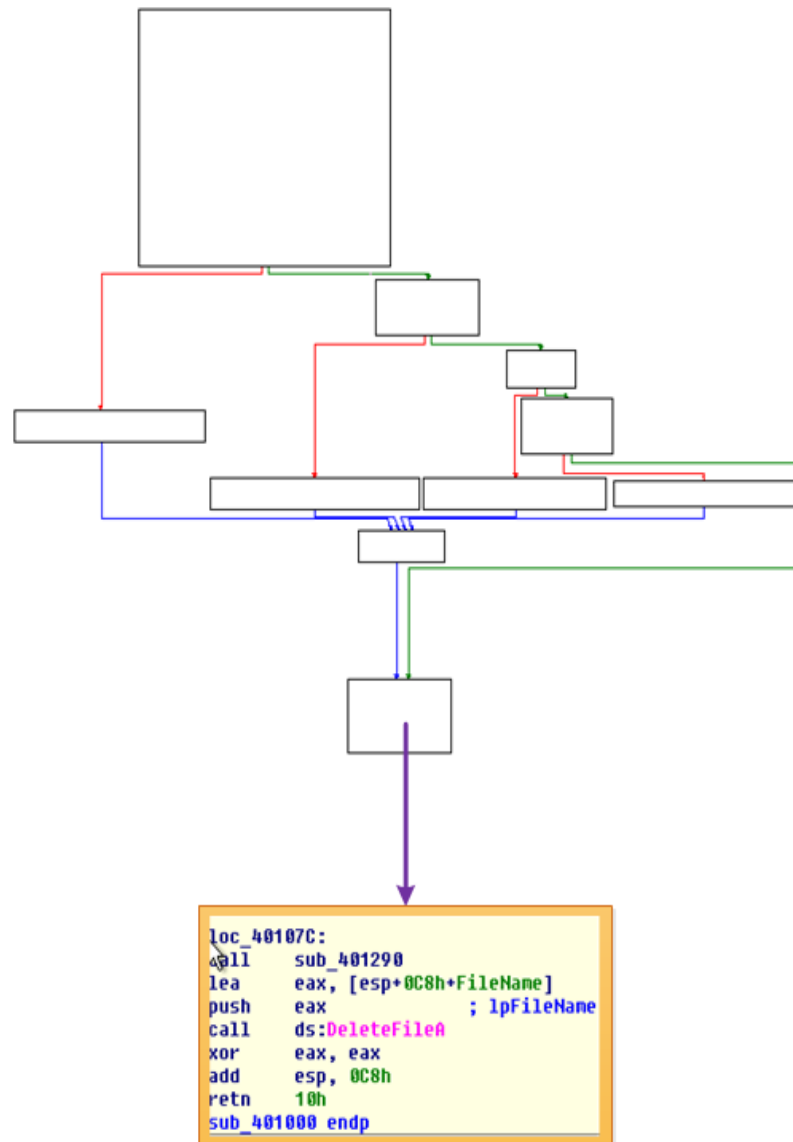 loc_40107C:
call sub_401290
lea eax, [esp+0C8h+FileName]
push eax ; lpFileName
call ds:DeleteFileA
xor eax, eax
add esp, 0C8h
retn 10h
sub_401000 endp